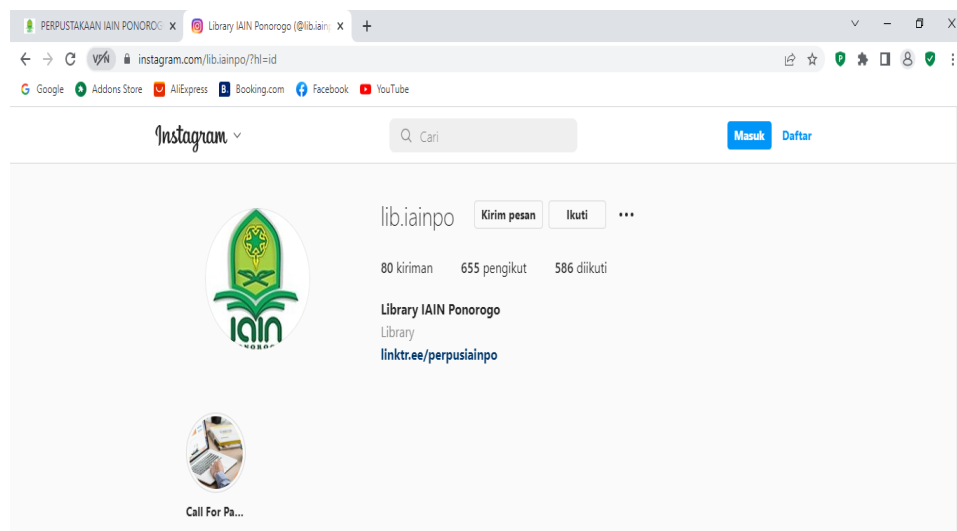 PERPUSTAKAAN IAIN PONOROG
Library IAIN Ponorogo (@lib.iainp
VPN
instagram.com/lib.iainpo/?hl=id
Google Addons Store AliExpress B. Booking.com Facebook YouTube
Instagram
Cari
Masuk Daftar
lib.iainpo Kirim pesan Ikuti
80 kiriman 655 pengikut 586 diikuti
Library IAIN Ponorogo
Library
linktr.ee/perpusiainpo
iain
Call For Pa...